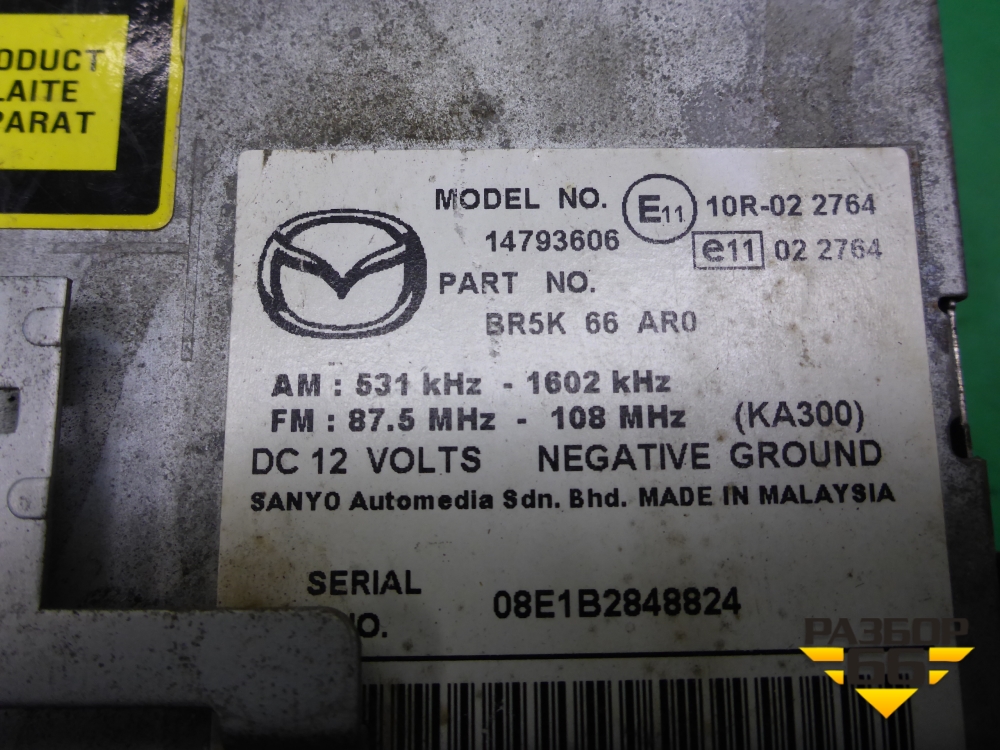 ODUCT
LAITE
PARAT
MODEL NO.
14793606
E11 10R-02 2764
e11 02 2764
PART NO.
BR5K 66 AR0
AM : 531 kHz - 1602 kHz
FM : 87.5 MHz - 108 MHz (KA300)
DC 12 VOLTS NEGATIVE GROUND
SANYO Automedia Sdn. Bhd. MADE IN MALAYSIA
SERIAL
NO.
08E1B2848824
РАЗБОР
66